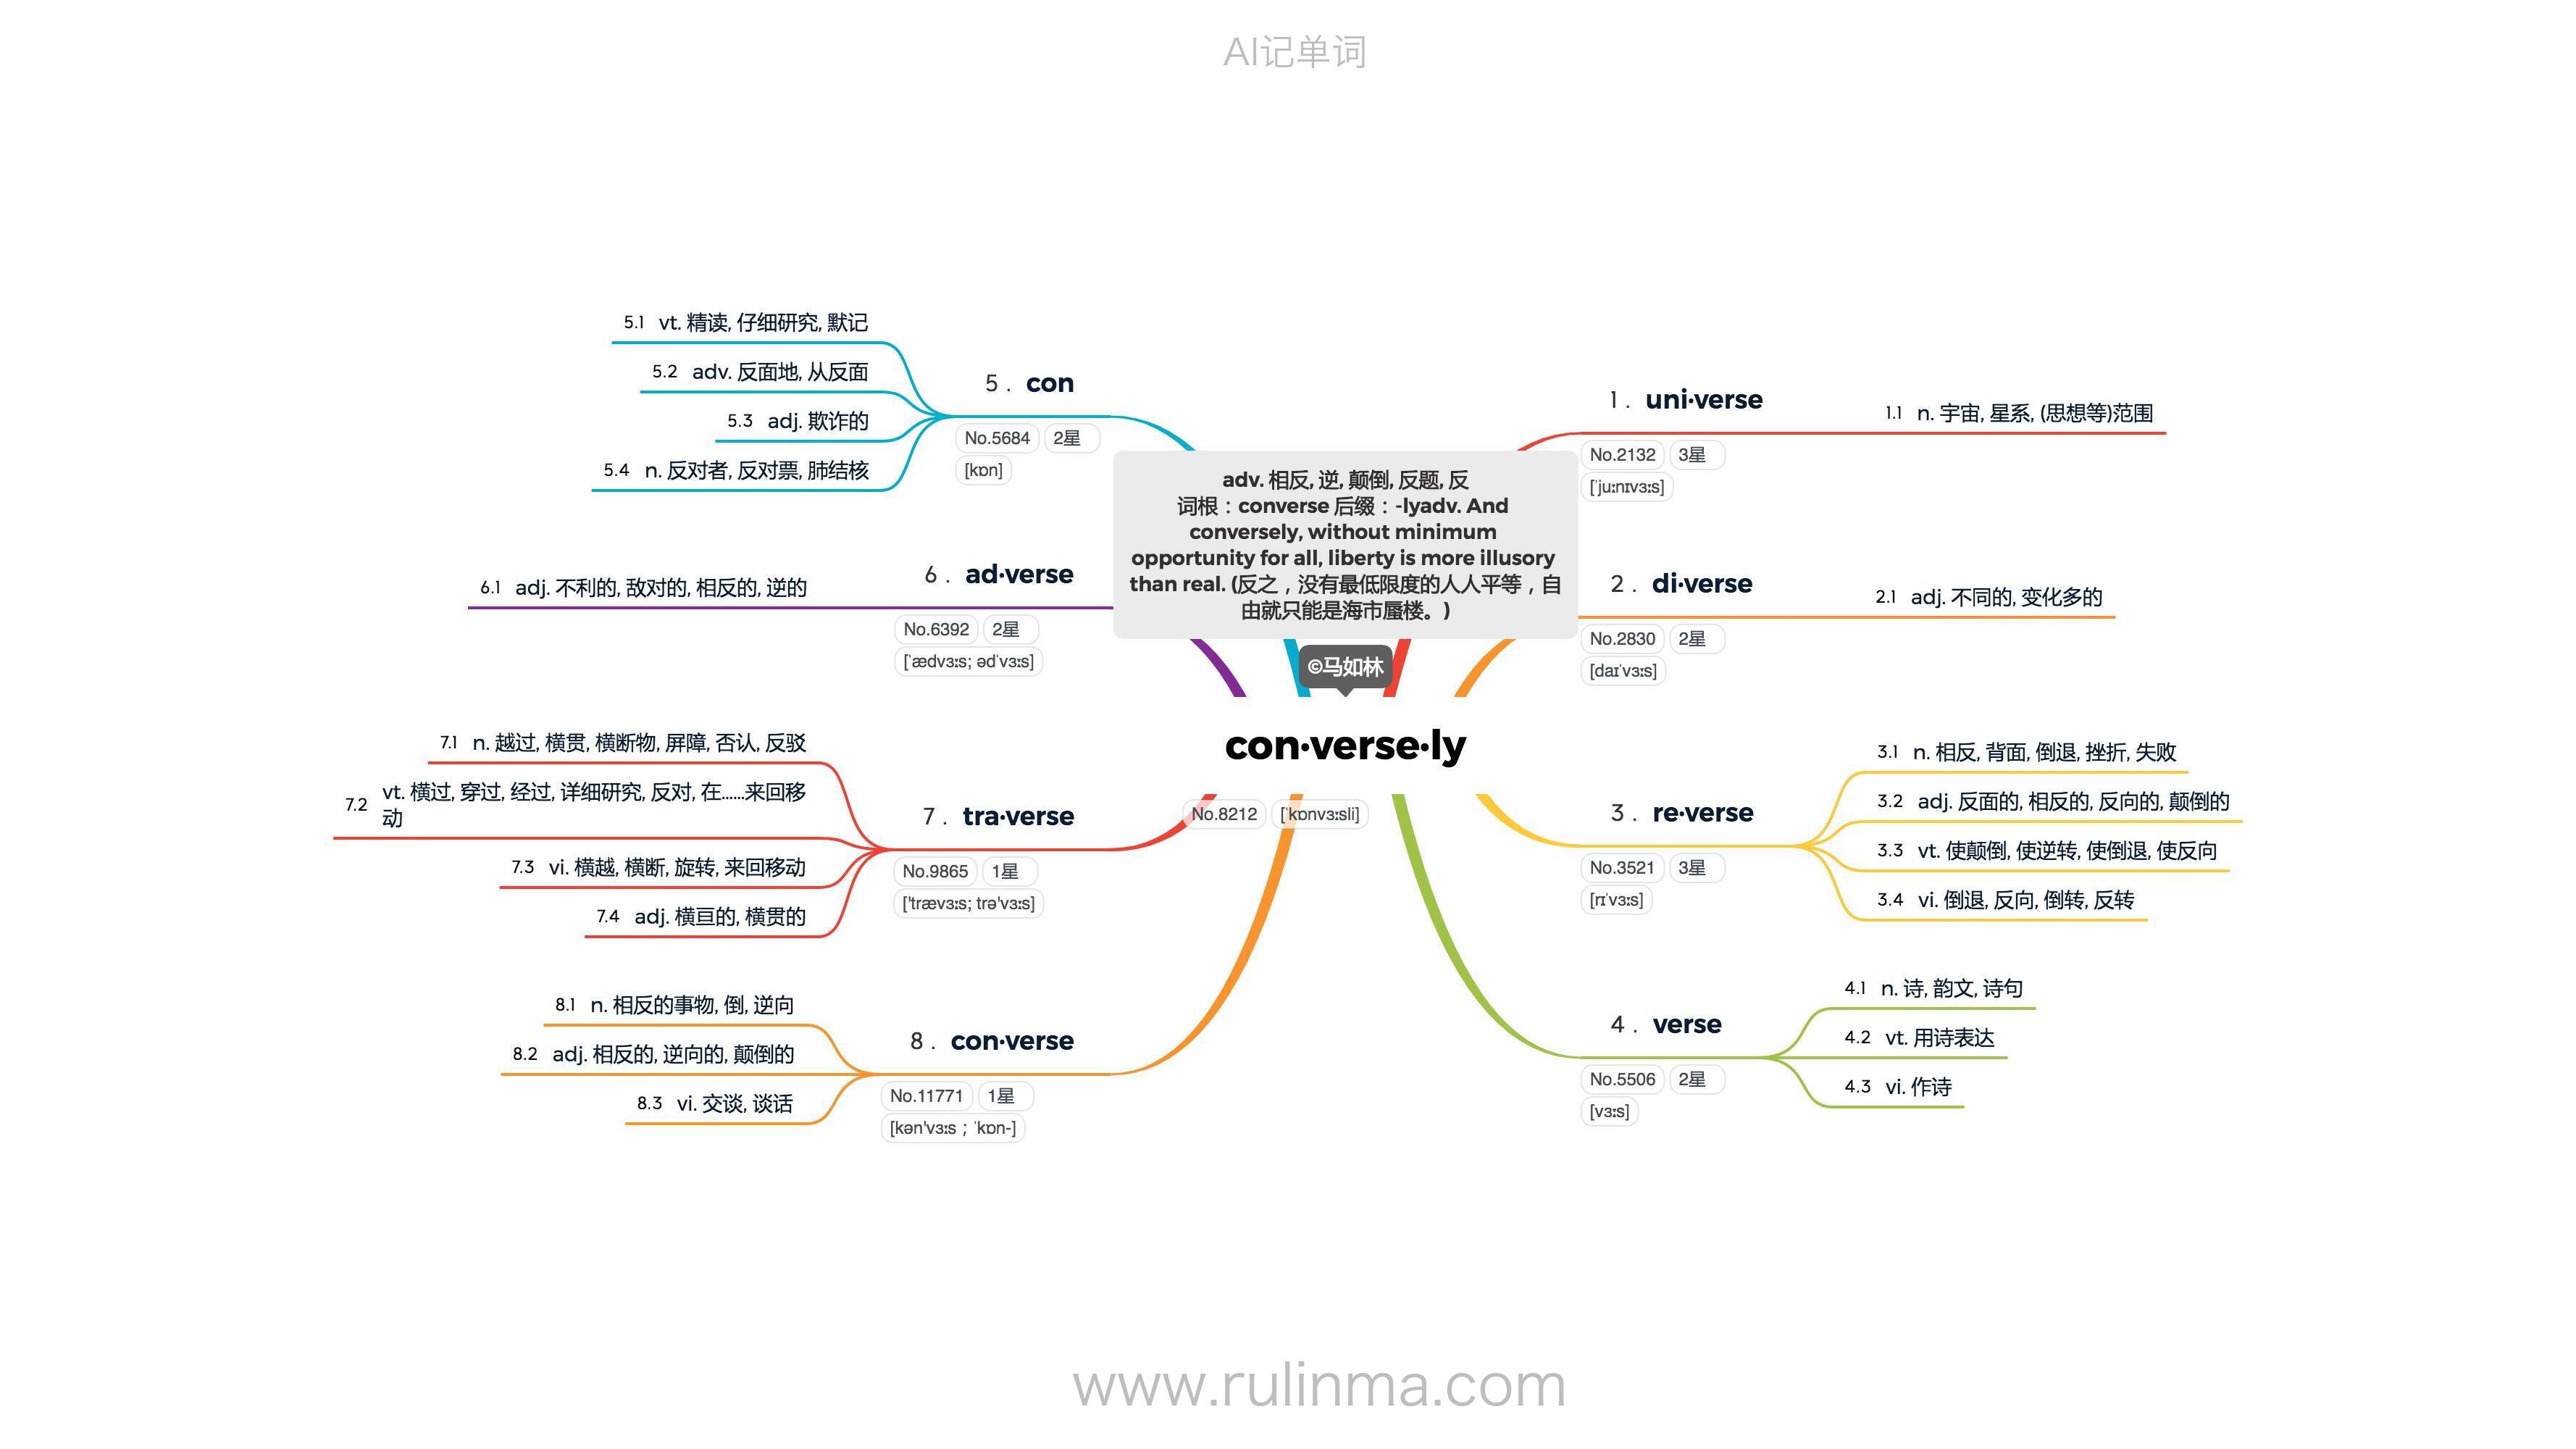 AI记单词
adv. 相反, 逆, 颠倒, 反题, 反
词根：converse 后缀：-lyadv. And
conversely, without minimum
opportunity for all, liberty is more illusory
than real. (反之，没有最低限度的人人平等，自
由就只能是海市蜃楼。)
©马如林
con·verse·ly
No.8212 [ˈkɒnvɜːsli]
1. uni·verse
No.2132 3星
[ˈjuːnɪvɜːs]
1.1 n. 宇宙, 星系, (思想等)范围
2. di·verse
No.2830 2星
[daɪˈvɜːs]
2.1 adj. 不同的, 变化多的
3. re·verse
No.3521 3星
[rɪˈvɜːs]
3.1 n. 相反, 背面, 倒退, 挫折, 失败
3.2 adj. 反面的, 相反的, 反向的, 颠倒的
3.3 vt. 使颠倒, 使逆转, 使倒退, 使反向
3.4 vi. 倒退, 反向, 倒转, 反转
4. verse
No.5506 2星
[vɜːs]
4.1 n. 诗, 韵文, 诗句
4.2 vt. 用诗表达
4.3 vi. 作诗
5. con
No.5684 2星
[kɒn]
5.1 vt. 精读, 仔细研究, 默记
5.2 adv. 反面地, 从反面
5.3 adj. 欺诈的
5.4 n. 反对者, 反对票, 肺结核
6. ad·verse
No.6392 2星
[ˈædvɜːs; ədˈvɜːs]
6.1 adj. 不利的, 敌对的, 相反的, 逆的
7. tra·verse
No.9865 1星
['trævɜːs; trə'vɜːs]
7.1 n. 越过, 横贯, 横断物, 屏障, 否认, 反驳
7.2 vt. 横过, 穿过, 经过, 详细研究, 反对, 在……来回移
动
7.3 vi. 横越, 横断, 旋转, 来回移动
7.4 adj. 横亘的, 横贯的
8. con·verse
No.11771 1星
[kən'vɜːs；ˈkɒn-]
8.1 n. 相反的事物, 倒, 逆向
8.2 adj. 相反的, 逆向的, 颠倒的
8.3 vi. 交谈, 谈话
www.rulinma.com